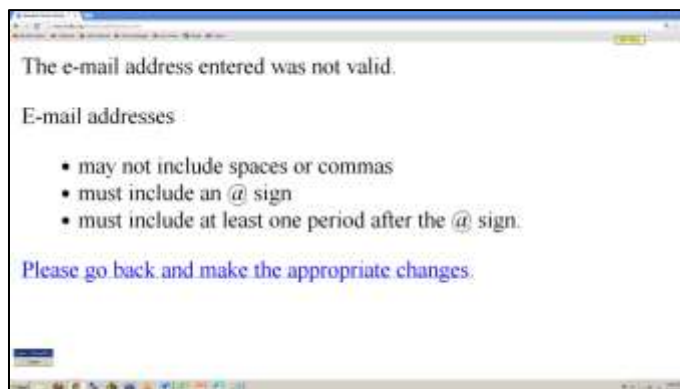 The e-mail address entered was not valid.
E-mail addresses
• may not include spaces or commas
• must include an @ sign
• must include at least one period after the @ sign.
Please go back and make the appropriate changes.